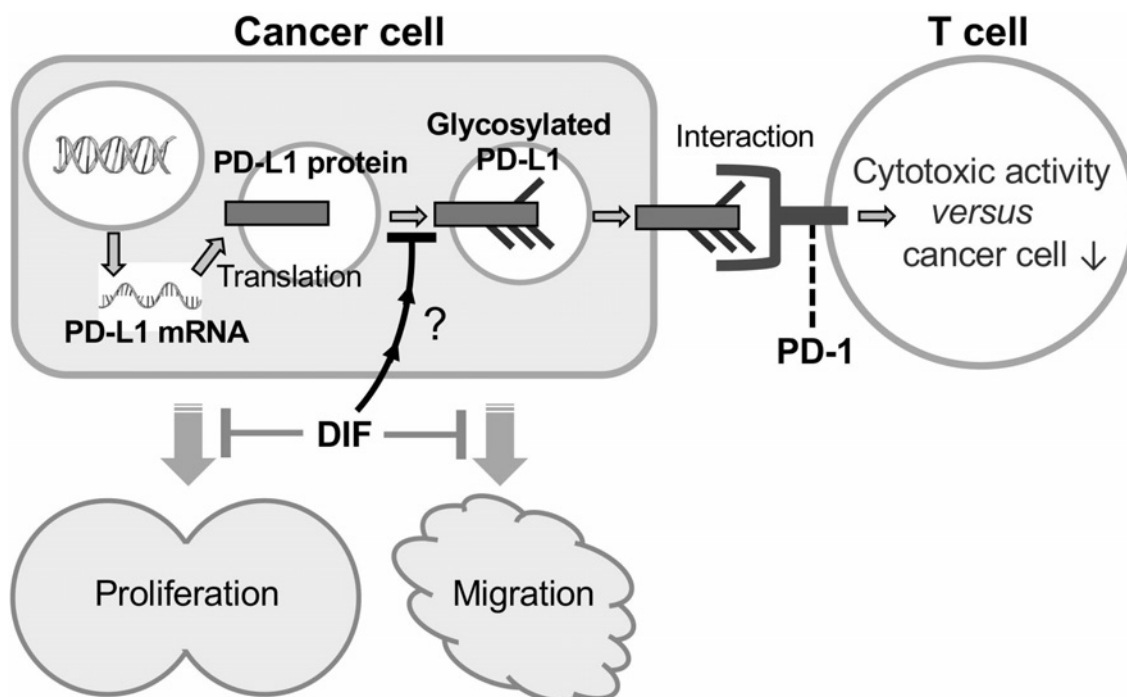 Cancer cell
T cell
Glycosylated
PD-L1
PD-L1 protein
Interaction
Translation
PD-L1 mRNA
?
Cytotoxic activity
versus
cancer cell ↓
PD-1
DIF
Proliferation
Migration